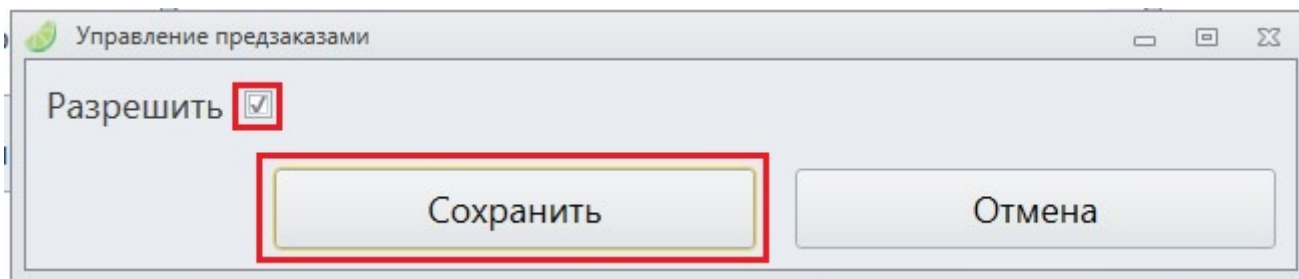 Управление предзаказами
Разрешить
Сохранить
Отмена